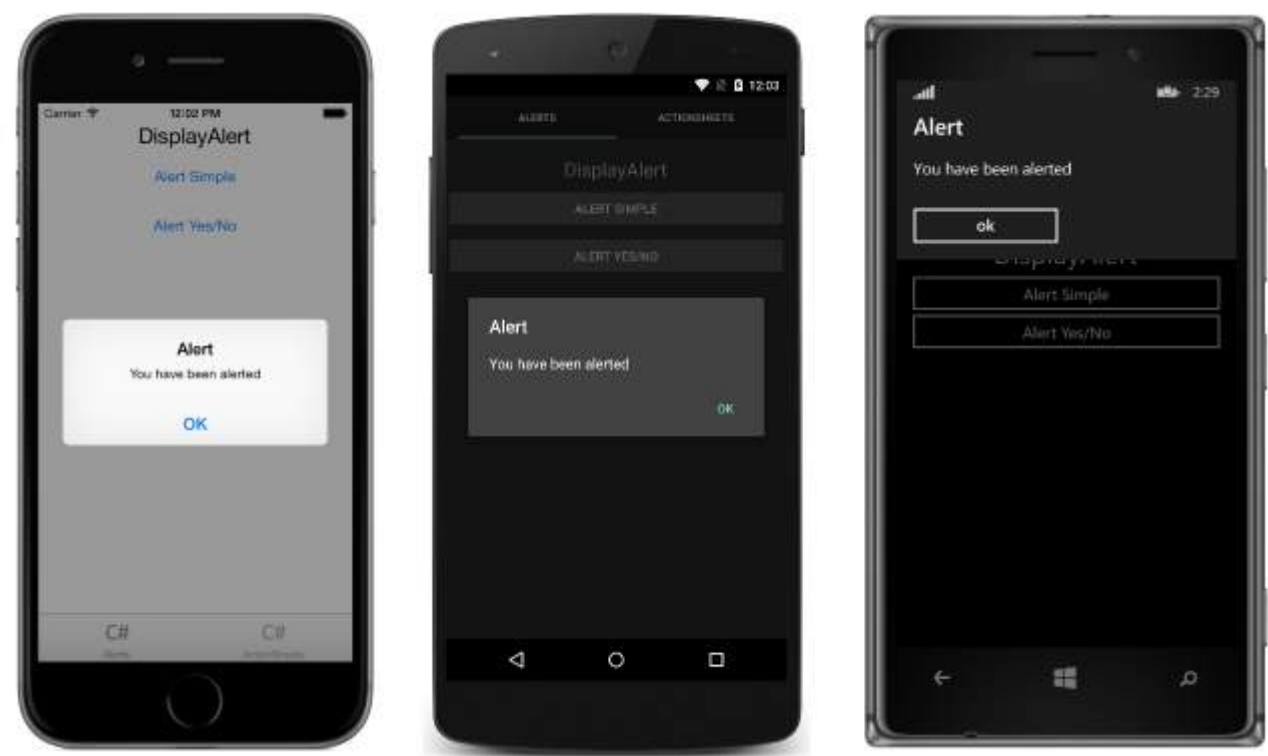 Carrier
12:02 PM
DisplayAlert
Alert Simple
Alert Yes/No
Alert
You have been alerted
OK
C#
C#
12:03
ALERTS
ACTIONSHEETS
DisplayAlert
ALERT SIMPLE
ALERT YES/NO
Alert
You have been alerted
OK
2:29
Alert
You have been alerted
ok
DisplayAlert
Alert Simple
Alert Yes/No